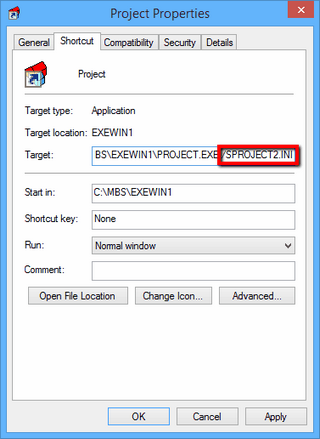 Project Properties
General Shortcut Compatibility Security Details
Project
Target type: Application
Target location: EXEWIN1
Target: BS\EXEWIN1\PROJECT.EXE /SPROJECT2.INI
Start in: C:\MBS\EXEWIN1
Shortcut key: None
Run: Normal window
Comment:
Open File Location Change Icon... Advanced...
OK Cancel Apply